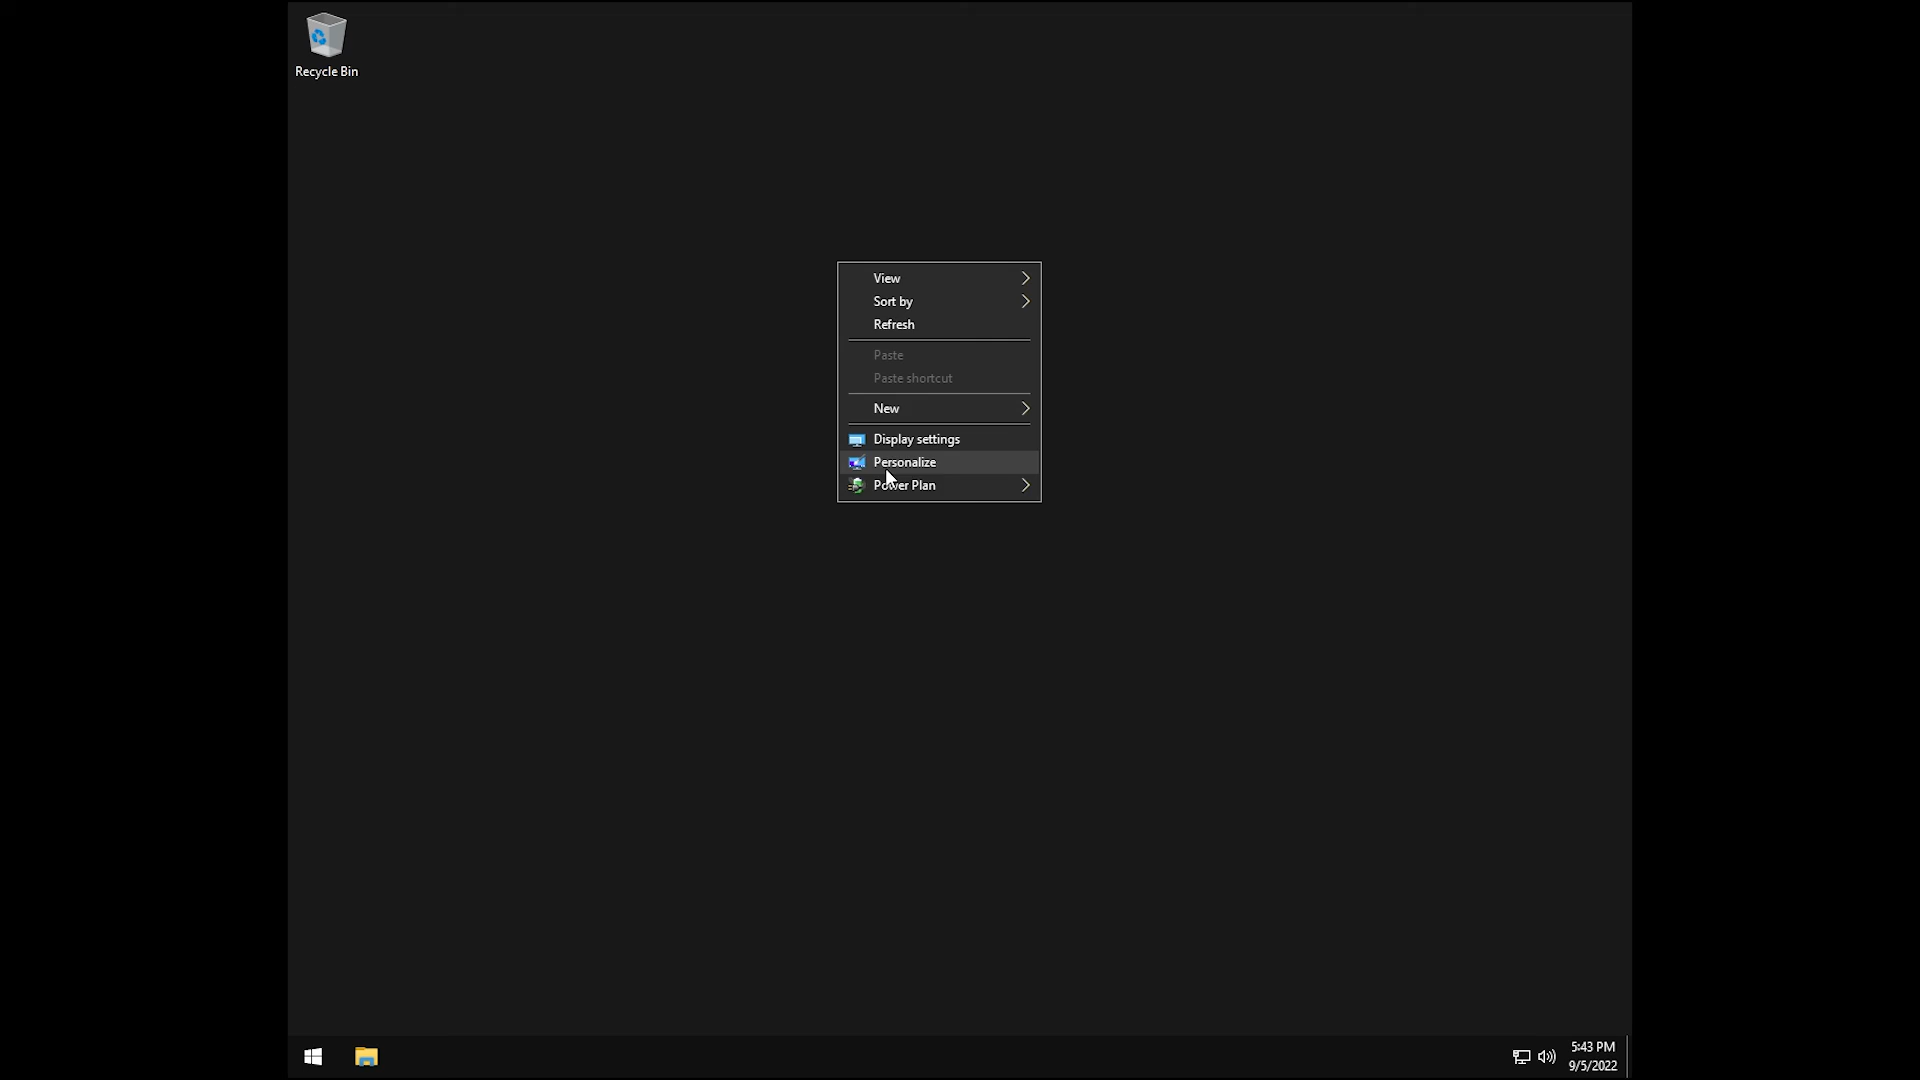 Recycle Bin
View
Sort by
Refresh
Paste
Paste shortcut
New
Display settings
Personalize
Power Plan
5:43 PM
9/5/2022